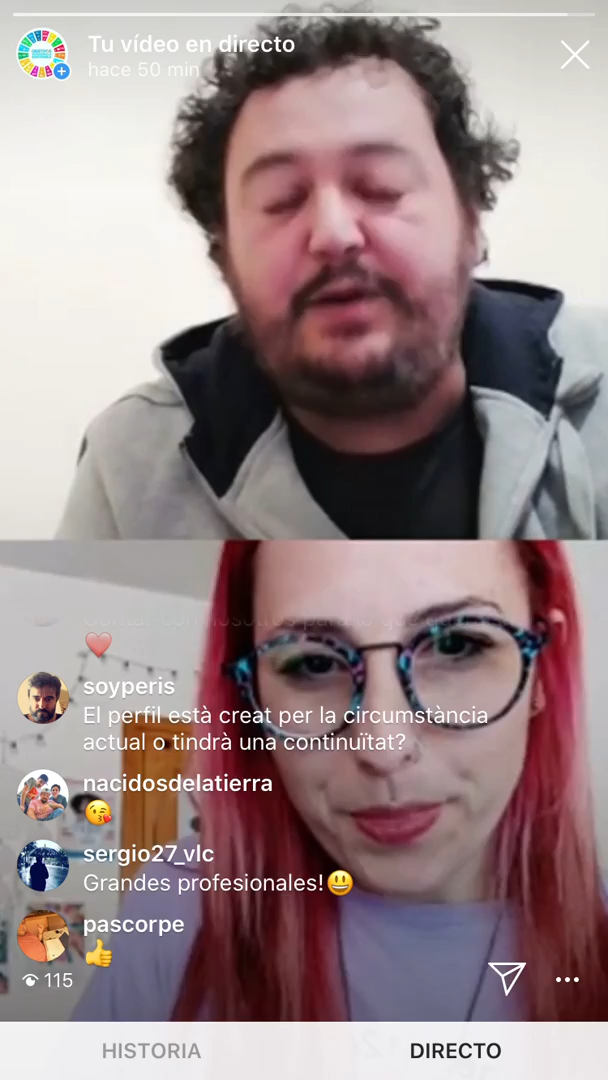 Tu vídeo en directo
hace 50 min
soyperis
El perfil està creat per la circumstància
actual o tindrà una continuïtat?
nacidosdelatierra
sergio27_vlc
Grandes profesionales!😃
pascorpe
115
HISTORIA
DIRECTO